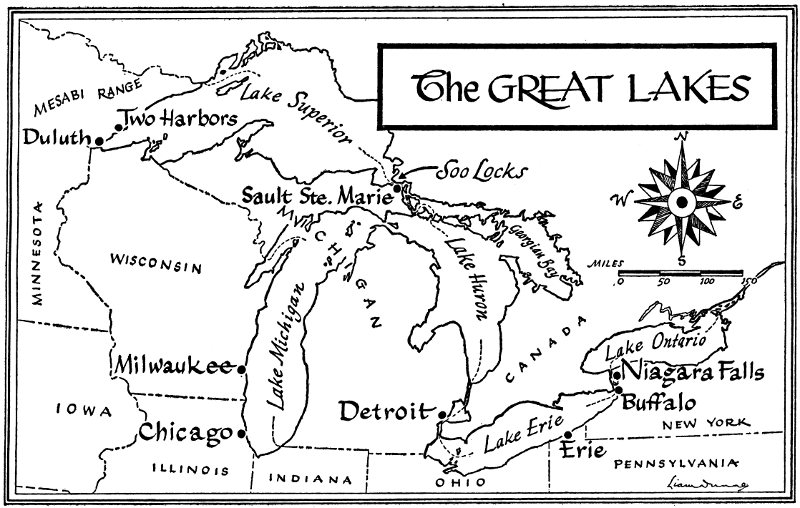 The GREAT LAKES
MESABI RANGE
Two Harbors
Duluth
Lake Superior
Soo Locks
Sault Ste. Marie
N
W
E
S
MILES
0 50 100 150
MINNESOTA
WISCONSIN
MICHIGAN
Georgian Bay
Lake Huron
Lake Michigan
CANADA
Lake Ontario
Milwaukee
Niagara Falls
Buffalo
IOWA
Detroit
Chicago
Lake Erie
Erie
NEW YORK
ILLINOIS
INDIANA
OHIO
PENNSYLVANIA